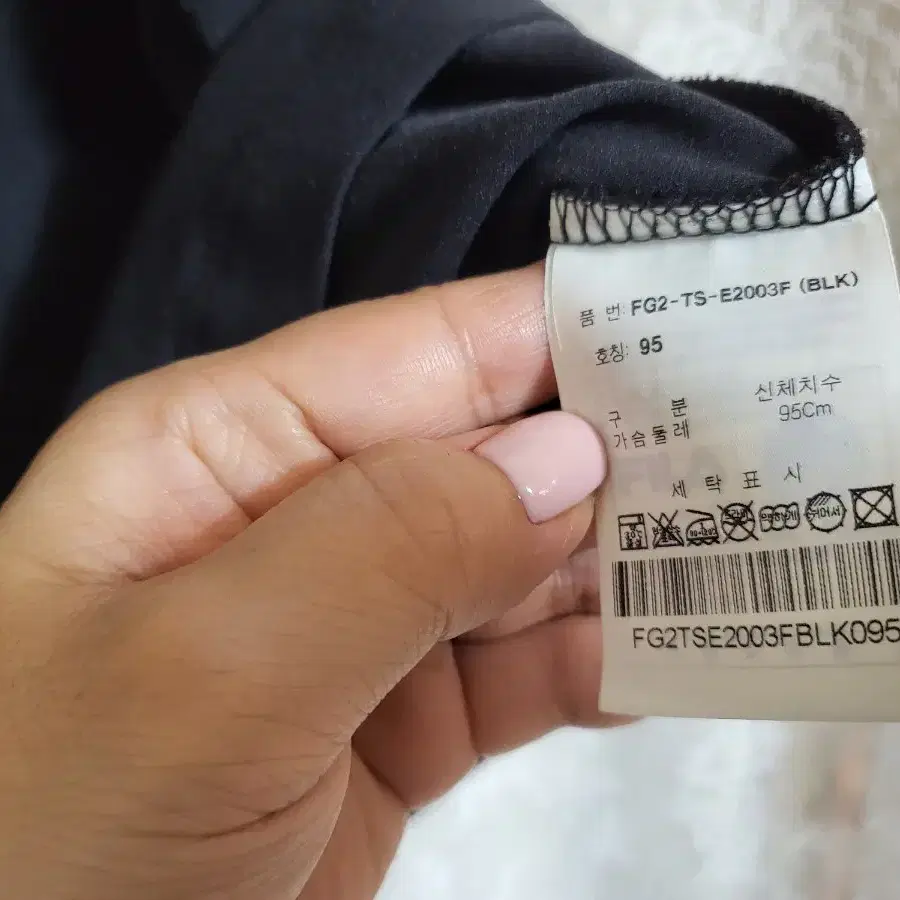 품 번: FG2-TS-E2003F (BLK)
호칭: 95
구 분 신체치수
가슴둘레 95Cm
세 탁 표 시
FG2TSE2003FBLK095